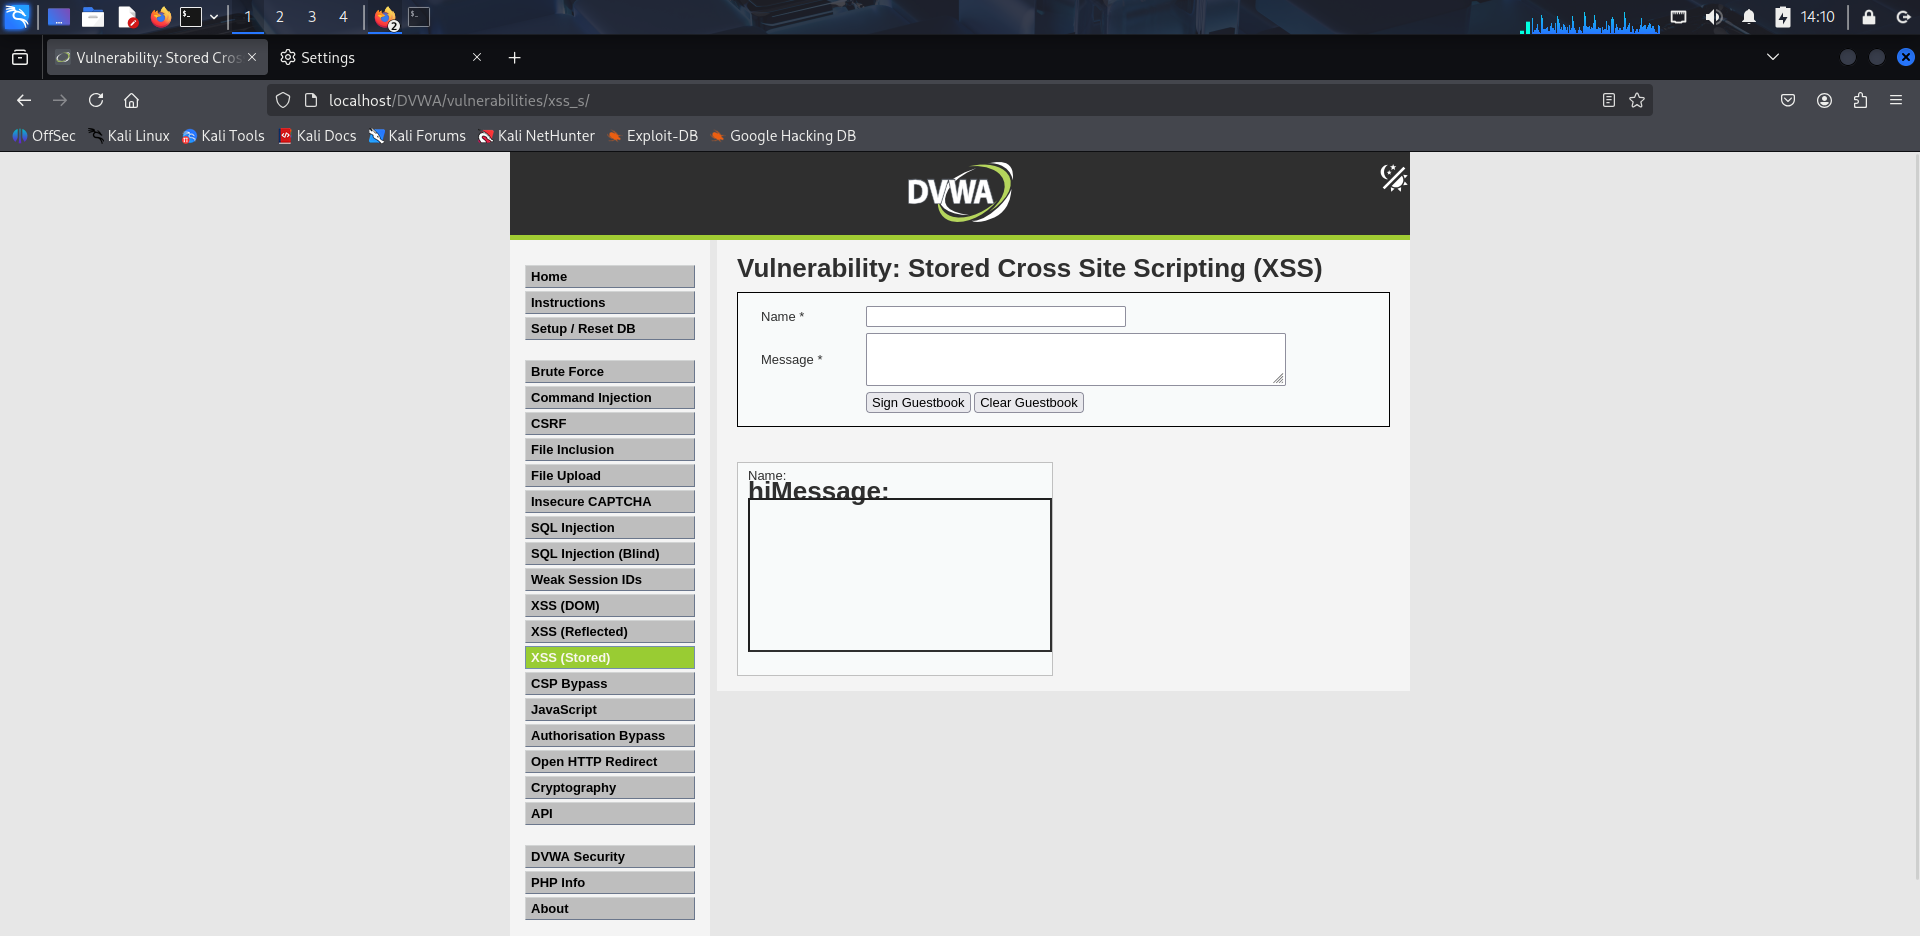 1 2 3 4 2 14:10
Vulnerability: Stored Cros Settings
localhost/DVWA/vulnerabilities/xss_s/
OffSec Kali Linux Kali Tools Kali Docs Kali Forums Kali NetHunter Exploit-DB Google Hacking DB
DVWA
Home
Instructions
Setup / Reset DB
Brute Force
Command Injection
CSRF
File Inclusion
File Upload
Insecure CAPTCHA
SQL Injection
SQL Injection (Blind)
Weak Session IDs
XSS (DOM)
XSS (Reflected)
XSS (Stored)
CSP Bypass
JavaScript
Authorisation Bypass
Open HTTP Redirect
Cryptography
API
DVWA Security
PHP Info
About
Vulnerability: Stored Cross Site Scripting (XSS)
Name *
Message *
Sign Guestbook Clear Guestbook
Name:
hiMessage: